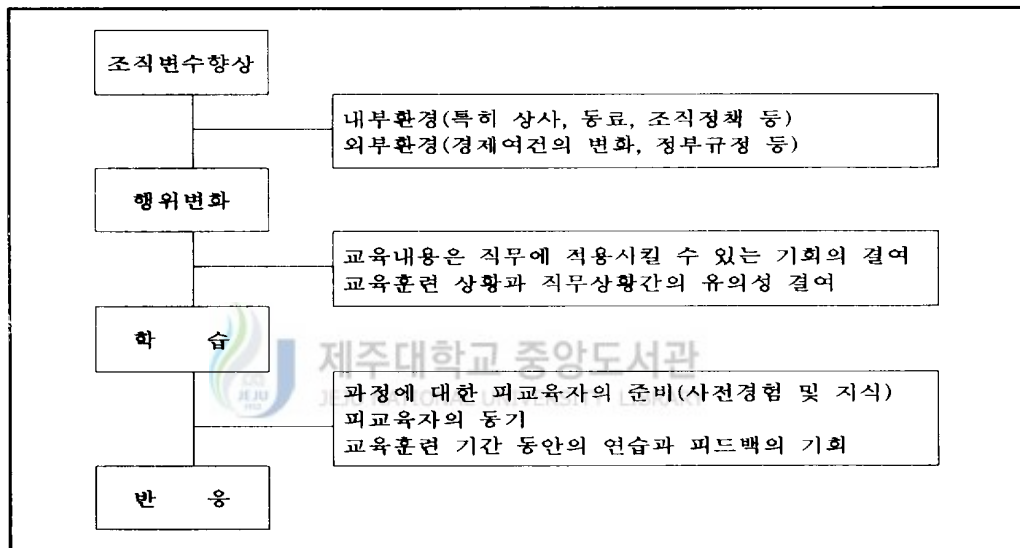 조직변수향상
내부환경(특히 상사, 동료, 조직정책 등)
외부환경(경제여건의 변화, 정부규정 등)
행위변화
교육내용은 직무에 적용시킬 수 있는 기회의 결여
교육훈련 상황과 직무상황간의 유의성 결여
학 습
제주대학교 중앙도서관
JEJU NATIONAL UNIVERSITY LIBRARY
JEJU
1952
과정에 대한 피교육자의 준비(사전경험 및 지식)
피교육자의 동기
교육훈련 기간 동안의 연습과 피드백의 기회
반 응